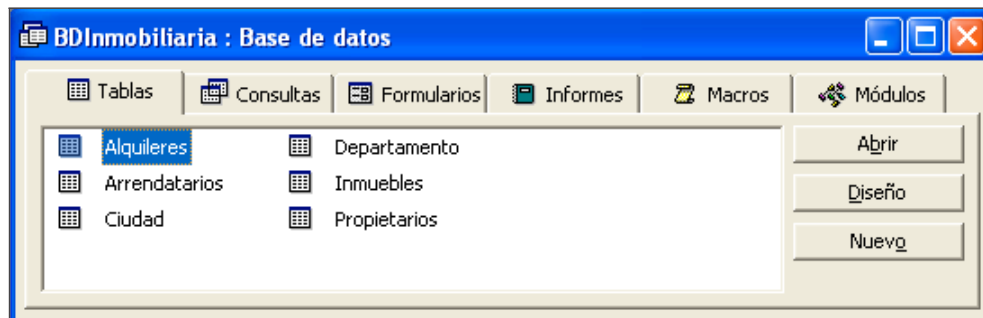 BDInmobiliaria : Base de datos
Tablas Consultas Formularios Informes Macros Módulos
Alquileres Departamento Abrir
Arrendatarios Inmuebles Diseño
Ciudad Propietarios Nuevo